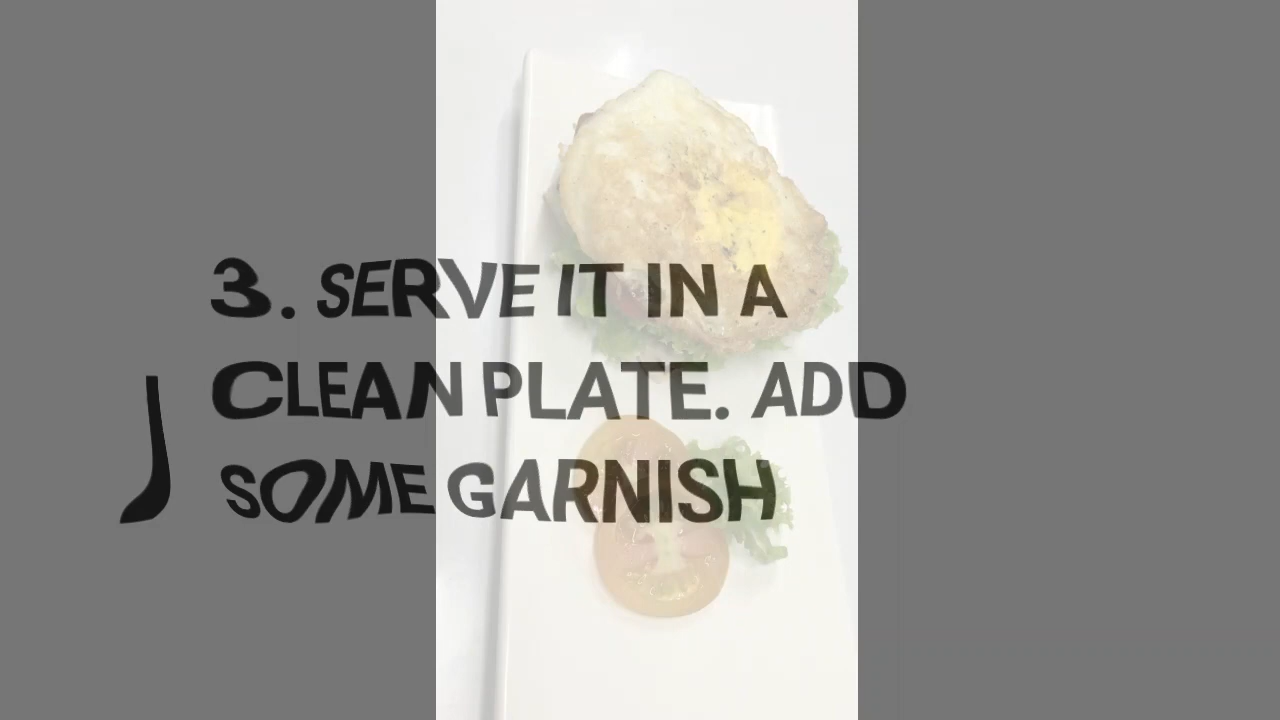 3. SERVE IT IN A
CLEAN PLATE. ADD
SOME GARNISH